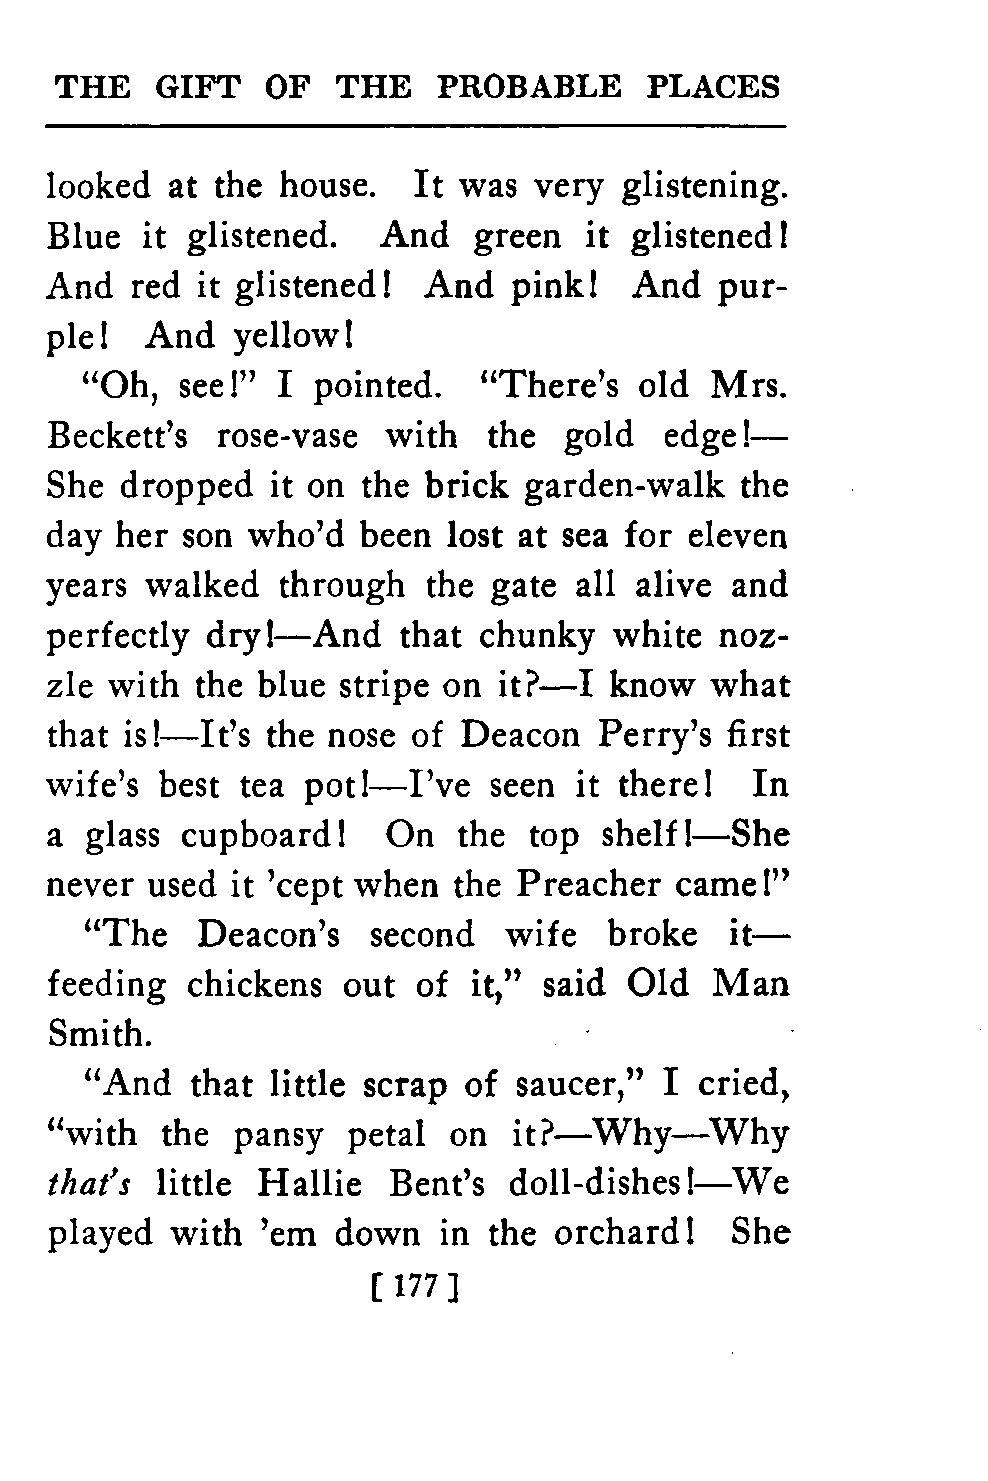 THE GIFT OF THE PROBABLE PLACES
looked at the house. It was very glistening.
Blue it glistened. And green it glistened!
And red it glistened! And pink! And pur-
ple! And yellow!
“Oh, see!” I pointed. “There’s old Mrs.
Beckett’s rose-vase with the gold edge!—
She dropped it on the brick garden-walk the
day her son who’d been lost at sea for eleven
years walked through the gate all alive and
perfectly dry!—And that chunky white noz-
zle with the blue stripe on it?—I know what
that is!—It’s the nose of Deacon Perry’s first
wife’s best tea pot!—I’ve seen it there! In
a glass cupboard! On the top shelf!—She
never used it ’cept when the Preacher came!”
“The Deacon’s second wife broke it—
feeding chickens out of it,” said Old Man
Smith.
“And that little scrap of saucer,” I cried,
“with the pansy petal on it?—Why—Why
that’s little Hallie Bent’s doll-dishes!—We
played with ’em down in the orchard! She
[ 177 ]